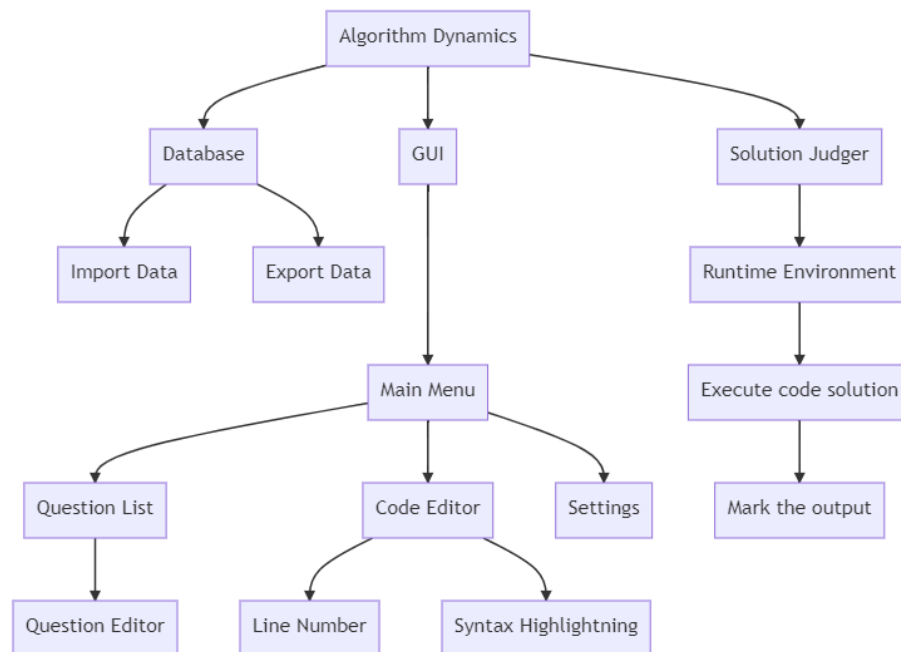 Algorithm Dynamics
Database
GUI
Solution Judger
Import Data
Export Data
Runtime Environment
Main Menu
Execute code solution
Question List
Code Editor
Settings
Mark the output
Question Editor
Line Number
Syntax Highlightning